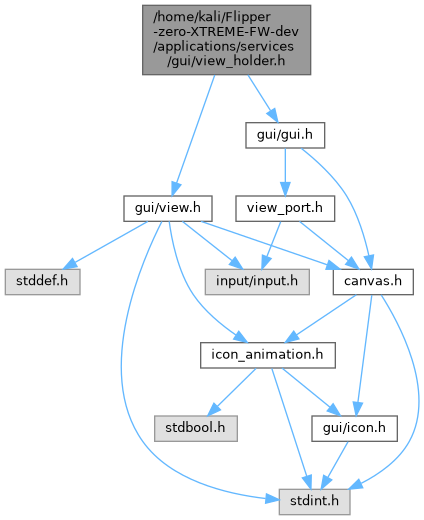 /home/kali/Flipper
-zero-XTREME-FW-dev
/applications/services
/gui/view_holder.h
gui/gui.h
gui/view.h
view_port.h
stddef.h
input/input.h
canvas.h
icon_animation.h
stdbool.h
gui/icon.h
stdint.h